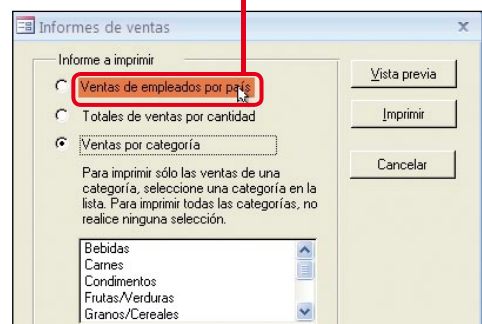 Informes de ventas
Informe a imprimir
Ventas de empleados por país
Totales de ventas por cantidad
Ventas por categoría
Para imprimir sólo las ventas de una
categoría, seleccione una categoría en la
lista. Para imprimir todas las categorías, no
realice ninguna selección.
Bebidas
Carnes
Condimentos
Frutas/Verduras
Granos/Cereales
Vista previa
Imprimir
Cancelar